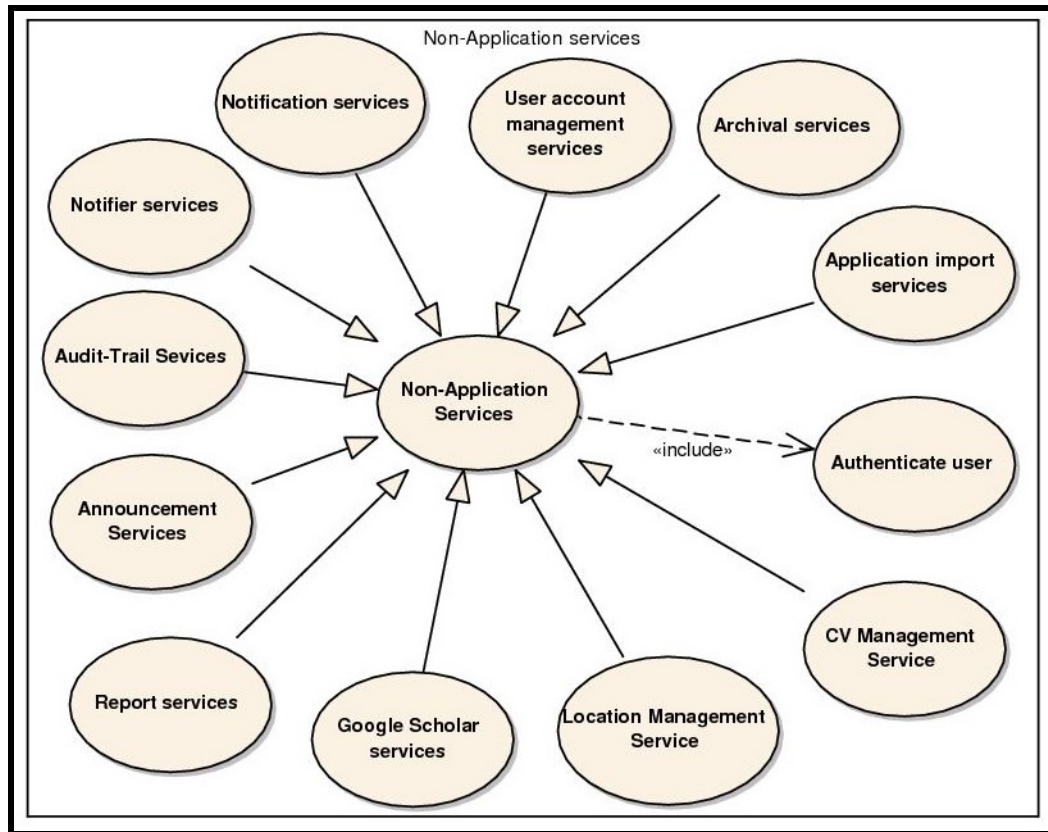 Non-Application services
Notification services
User account
management
services
Archival services
Notifier services
Application import
services
Audit-Trail Sevices
Non-Application
Services
«include»
Authenticate user
Announcement
Services
CV Management
Service
Report services
Google Scholar
services
Location Management
Service